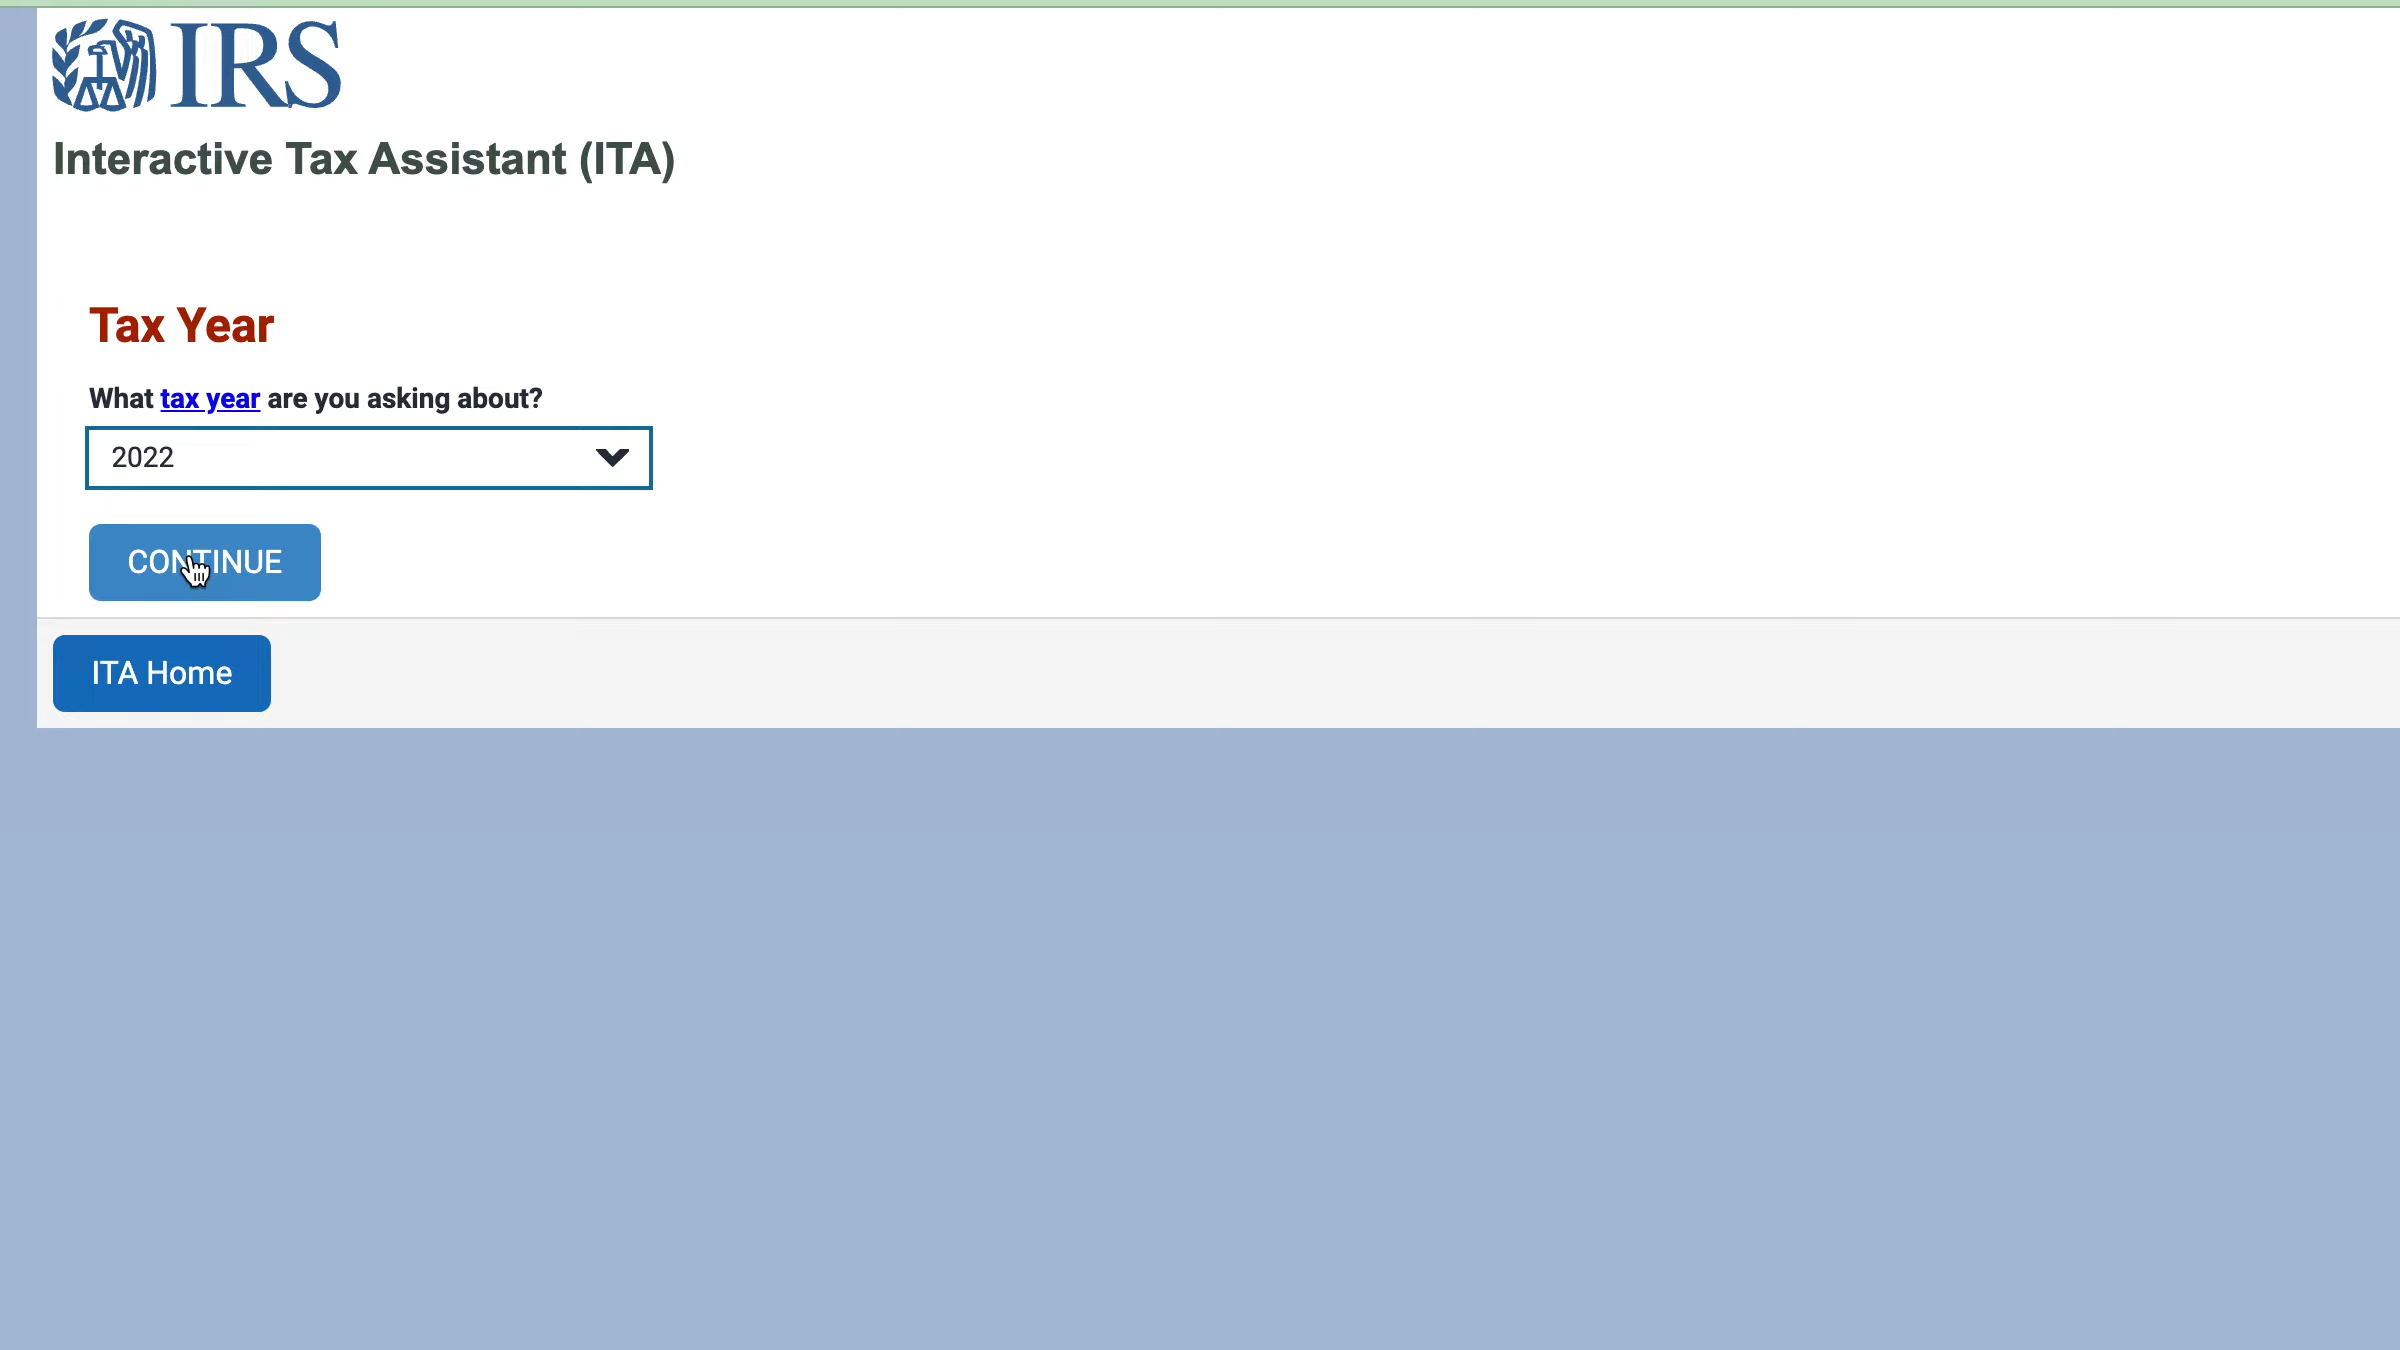 IRS
Interactive Tax Assistant (ITA)
Tax Year
What tax year are you asking about?
2022
CONTINUE
ITA Home